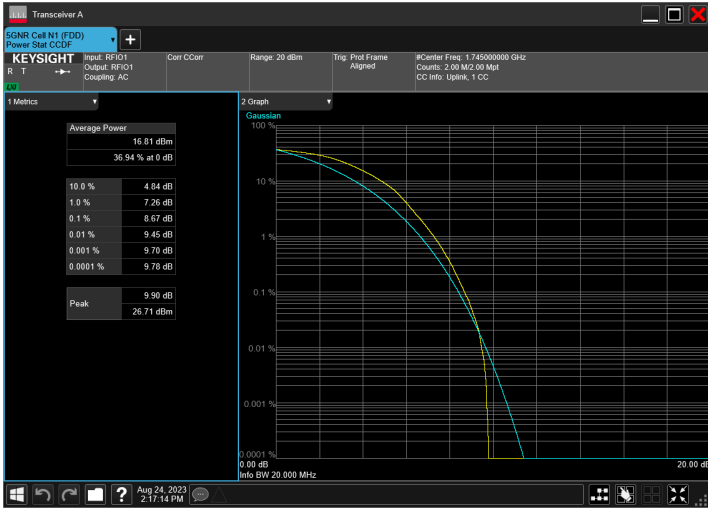 Transceiver A
5GNR Cell N1 (FDD)
Power Stat CCDF
KEYSIGHT
R T
Input: RFIO1
Output: RFIO1
Coupling: AC
Corr CCorr
Range: 20 dBm
Trig: Prot Frame
Aligned
#Center Freq: 1.745000000 GHz
Counts: 2.00 M/2.00 Mpt
CC Info: Uplink, 1 CC
1 Metrics
Average Power
16.81 dBm
36.94 % at 0 dB
10.0 % 4.84 dB
1.0 % 7.26 dB
0.1 % 8.67 dB
0.01 % 9.45 dB
0.001 % 9.70 dB
0.0001 % 9.78 dB
Peak 9.90 dB
26.71 dBm
2 Graph
Gaussian
100 %
10 %
1 %
0.1 %
0.01 %
0.001 %
0.0001 %
0.00 dB 20.00 dB
Info BW 20.000 MHz
? Aug 24, 2023
2:17:14 PM